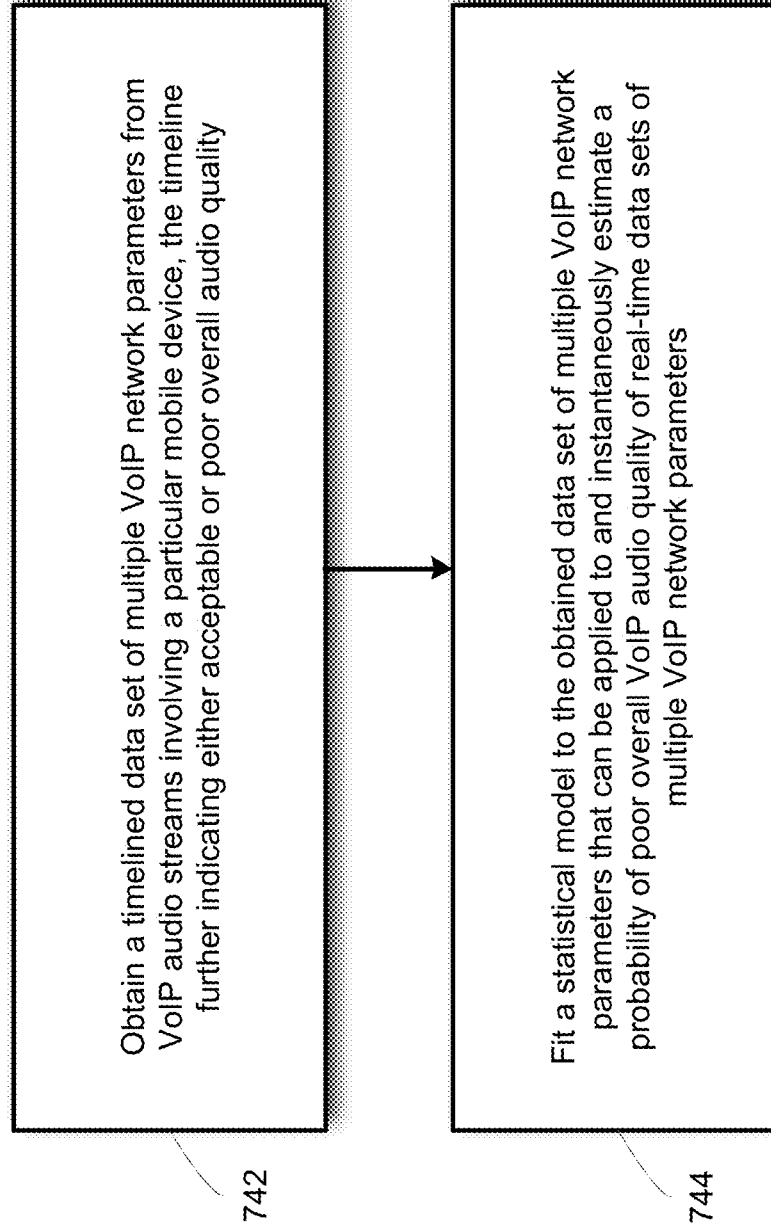 Obtain a timelined data set of multiple VoIP network parameters from
VoIP audio streams involving a particular mobile device, the timeline
further indicating either acceptable or poor overall audio quality
742
Fit a statistical model to the obtained data set of multiple VoIP network
parameters that can be applied to and instantaneously estimate a
probability of poor overall VoIP audio quality of real-time data sets of
multiple VoIP network parameters
744